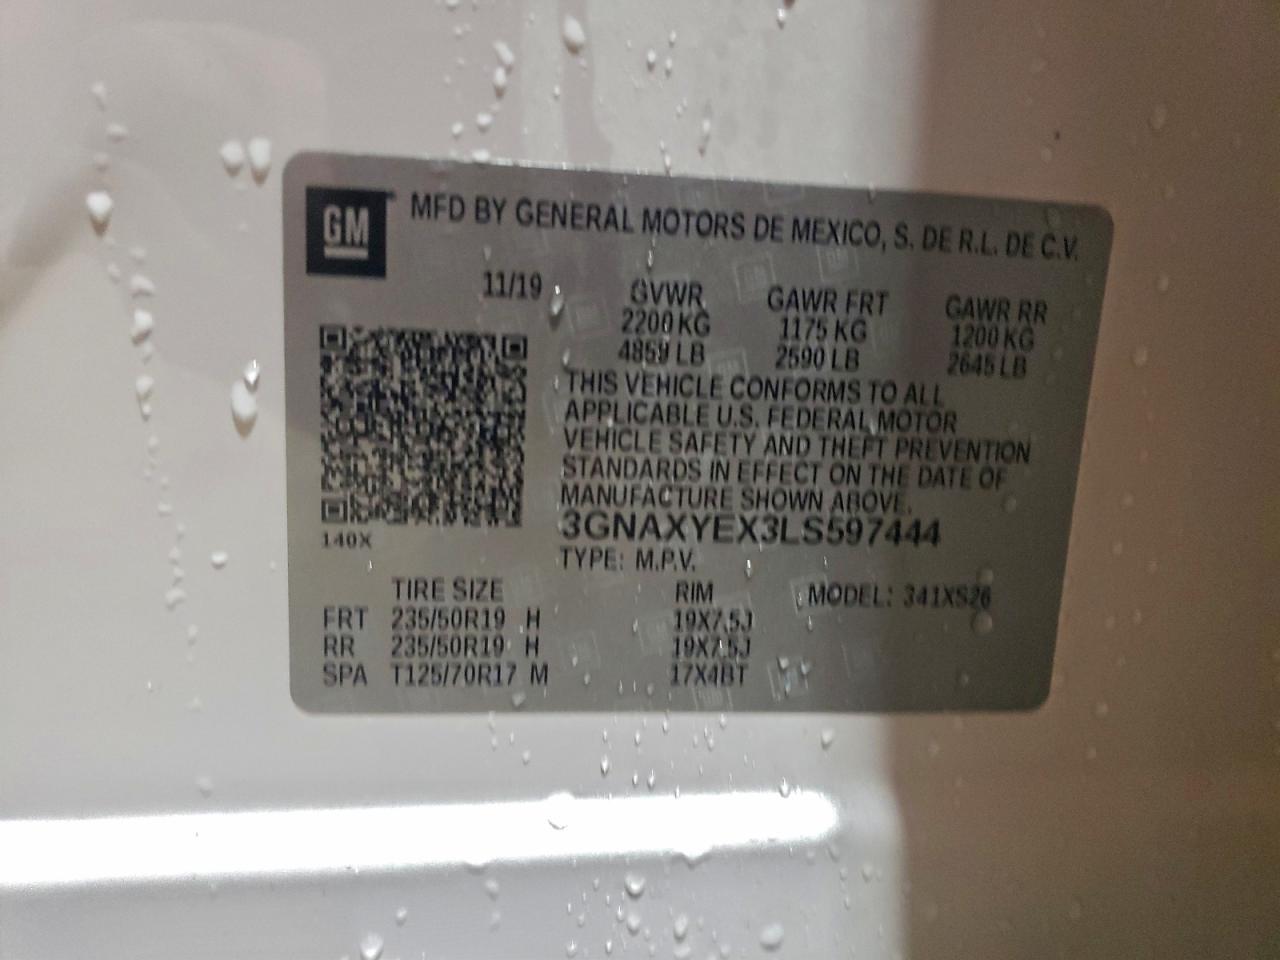 GM
MFD BY GENERAL MOTORS DE MEXICO, S. DE R.L. DE C.V.
11/19 GVWR GAWR FRT GAWR RR
2200 KG 1175 KG 1200 KG
4859 LB 2590 LB 2645 LB
THIS VEHICLE CONFORMS TO ALL
APPLICABLE U.S. FEDERAL MOTOR
VEHICLE SAFETY AND THEFT PREVENTION
STANDARDS IN EFFECT ON THE DATE OF
MANUFACTURE SHOWN ABOVE.
3GNAXYEX3LS597444
140X
TYPE: M.P.V.
TIRE SIZE RIM MODEL: 341XS26
FRT 235/50R19 H 19X7.5J
RR 235/50R19 H 19X7.5J
SPA T125/70R17 M 17X4BT